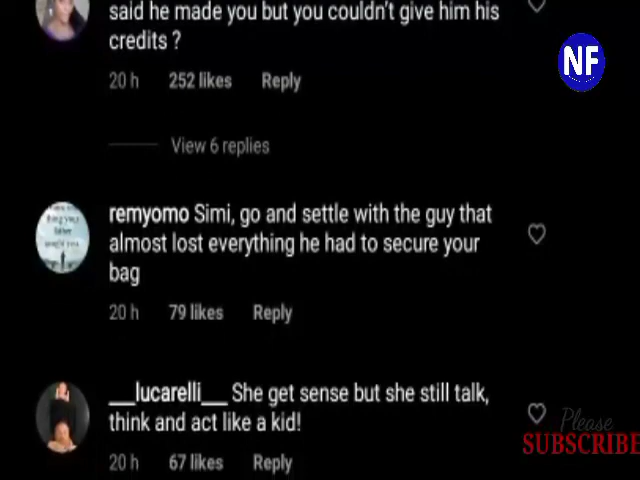 said he made you but you couldn't give him his
credits ?
20 h 252 likes Reply
View 6 replies
remyomo Simi, go and settle with the guy that
almost lost everything he had to secure your
bag
20 h 79 likes Reply
___lucarelli___ She get sense but she still talk,
think and act like a kid!
20 h 67 likes Reply
NF
Please
SUBSCRIBE